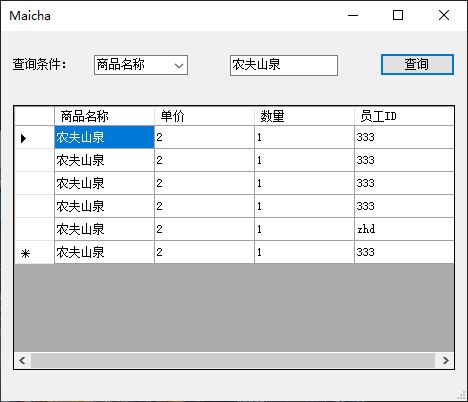 Maicha
查询条件： 商品名称 农夫山泉 查询
商品名称 单价 数量 员工ID
农夫山泉 2 1 333
农夫山泉 2 1 333
农夫山泉 2 1 333
农夫山泉 2 1 333
农夫山泉 2 1 zhd
农夫山泉 2 1 333